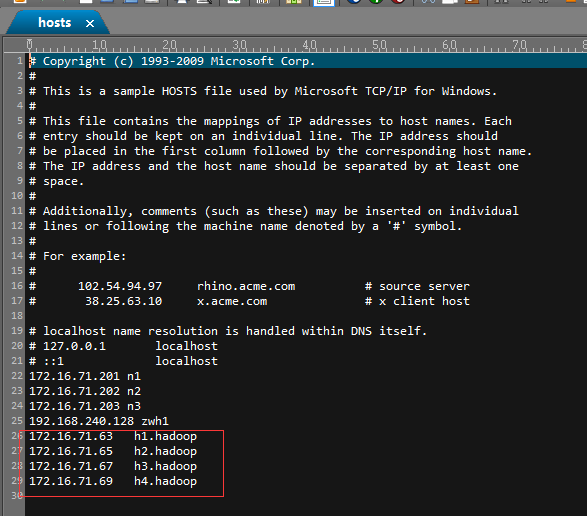 hosts
0 10 20 30 40 50 60 70
1 # Copyright (c) 1993-2009 Microsoft Corp.
2 #
3 # This is a sample HOSTS file used by Microsoft TCP/IP for Windows.
4 #
5 # This file contains the mappings of IP addresses to host names. Each
6 # entry should be kept on an individual line. The IP address should
7 # be placed in the first column followed by the corresponding host name.
8 # The IP address and the host name should be separated by at least one
9 # space.
10 #
11 # Additionally, comments (such as these) may be inserted on individual
12 # lines or following the machine name denoted by a '#' symbol.
13 #
14 # For example:
15 #
16 #      102.54.94.97     rhino.acme.com          # source server
17 #       38.25.63.10     x.acme.com              # x client host
18
19 # localhost name resolution is handled within DNS itself.
20 # 127.0.0.1       localhost
21 # ::1             localhost
22 172.16.71.201 n1
23 172.16.71.202 n2
24 172.16.71.203 n3
25 192.168.240.128 zwh1
26 172.16.71.63   h1.hadoop
27 172.16.71.65   h2.hadoop
28 172.16.71.67   h3.hadoop
29 172.16.71.69   h4.hadoop
30